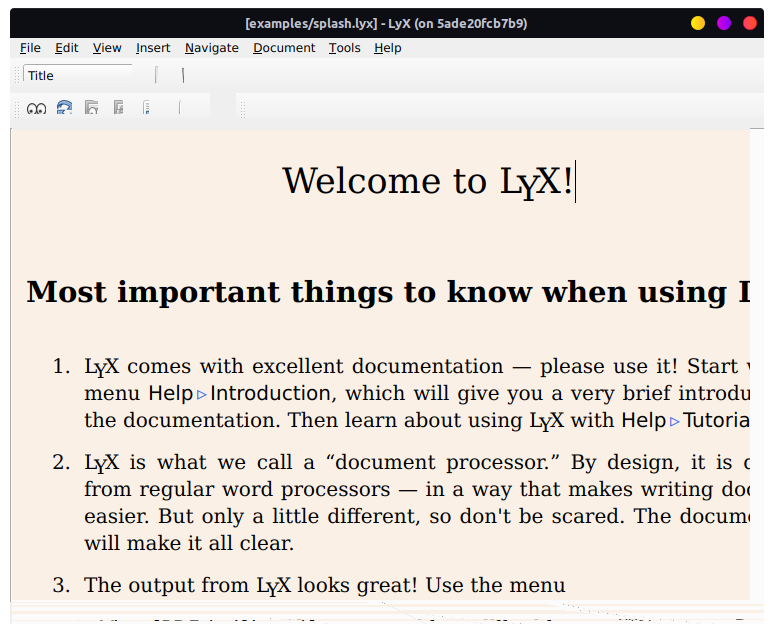 [examples/splash.lyx] - LyX (on 5ade20fcb7b9)
File Edit View Insert Navigate Document Tools Help
Title
Welcome to LyX!
Most important things to know when using
1. LyX comes with excellent documentation — please use it! Start
menu Help▷Introduction, which will give you a very brief
the documentation. Then learn about using LyX with Help▷
2. LyX is what we call a “document processor.” By design, it is
from regular word processors — in a way that makes writing
easier. But only a little different, so don't be scared. The
will make it all clear.
3. The output from LyX looks great! Use the menu